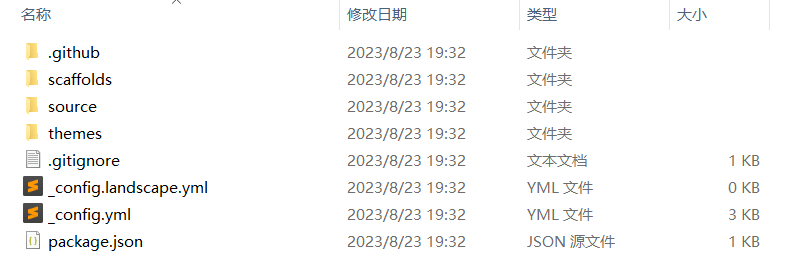 名称 修改日期 类型 大小
.github 2023/8/23 19:32 文件夹
scaffolds 2023/8/23 19:32 文件夹
source 2023/8/23 19:32 文件夹
themes 2023/8/23 19:32 文件夹
.gitignore 2023/8/23 19:32 文本文档 1 KB
_config.landscape.yml 2023/8/23 19:32 YML 文件 0 KB
_config.yml 2023/8/23 19:32 YML 文件 3 KB
package.json 2023/8/23 19:32 JSON 源文件 1 KB